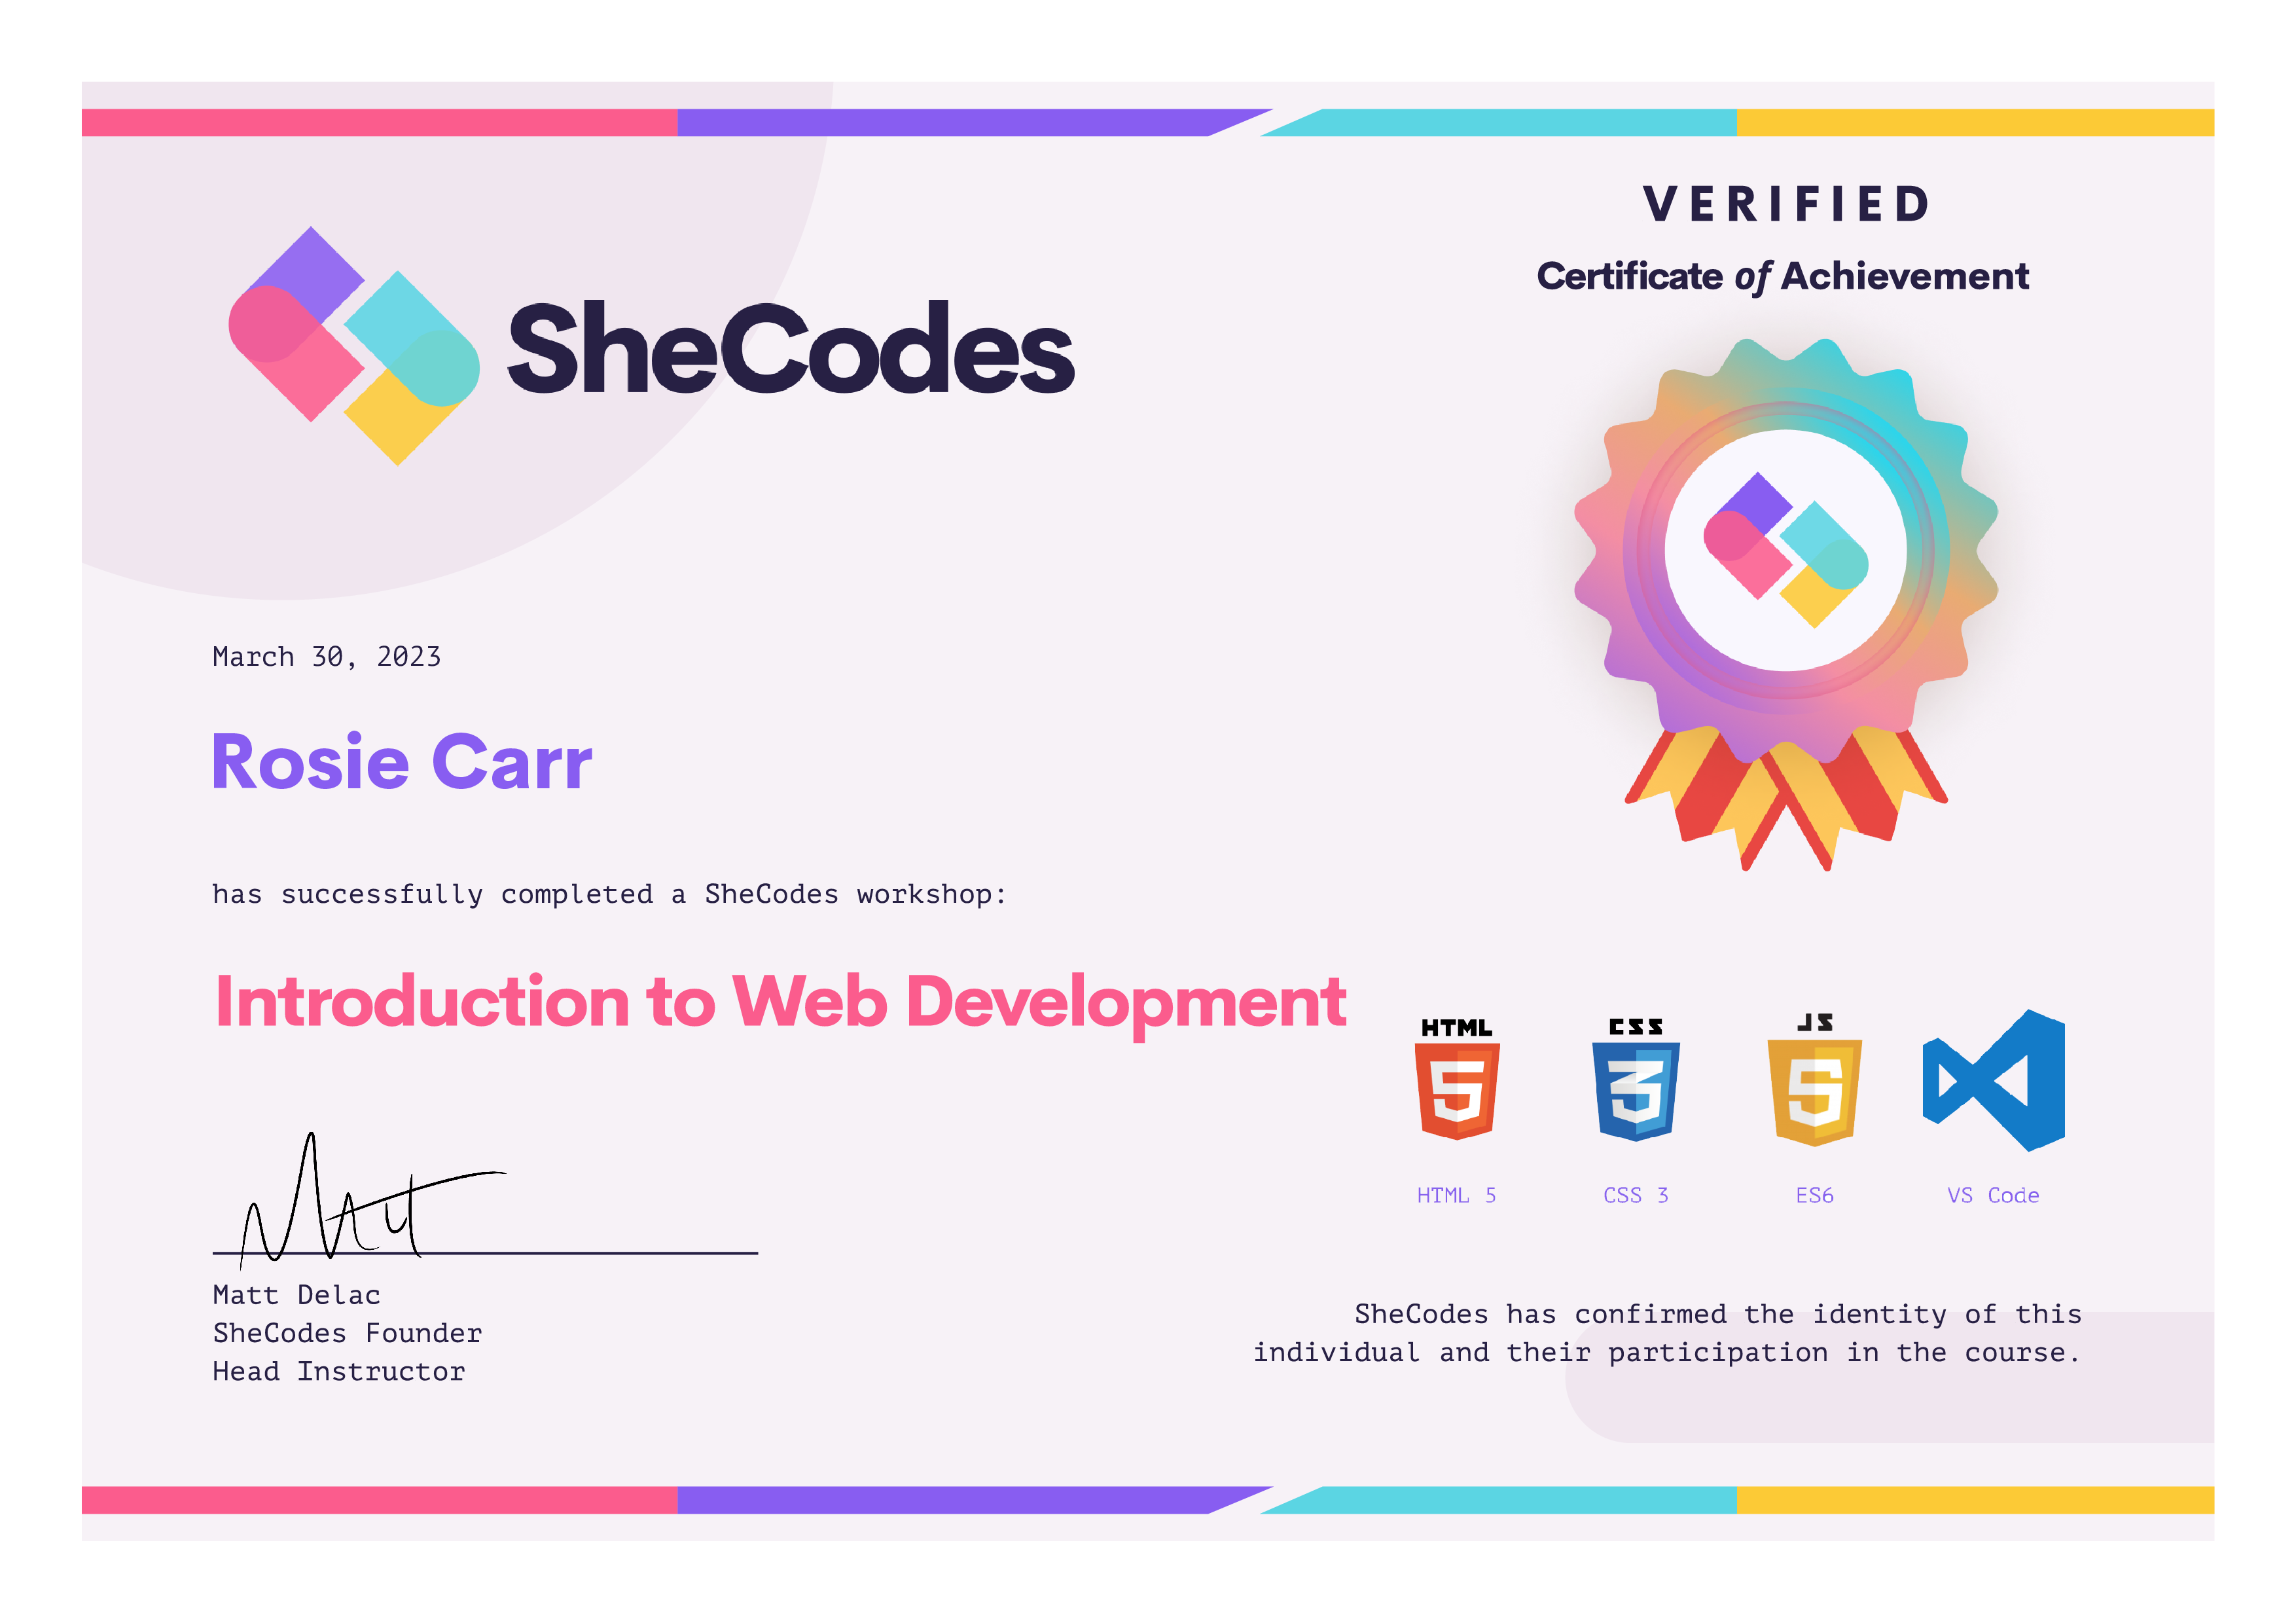 VERIFIED
Certificate of Achievement
SheCodes
March 30, 2023
Rosie Carr
has successfully completed a SheCodes workshop:
Introduction to Web Development
HTML
CSS
JS
5
3
5
HTML 5
CSS 3
ES6
VS Code
Matt
Matt Delac
SheCodes Founder
Head Instructor
SheCodes has confirmed the identity of this
individual and their participation in the course.